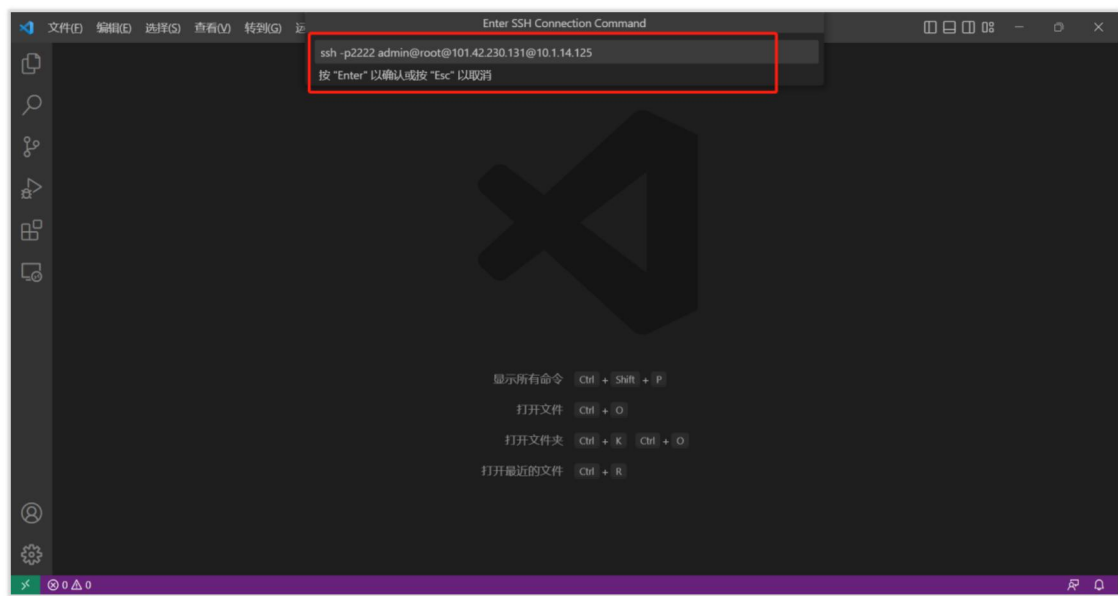 文件(F) 编辑(E) 选择(S) 查看(V) 转到(G) 运
Enter SSH Connection Command
ssh -p2222 admin@root@101.42.230.131@10.1.14.125
按 "Enter" 以确认或按 "Esc" 以取消
显示所有命令 Ctrl + Shift + P
打开文件 Ctrl + O
打开文件夹 Ctrl + K Ctrl + O
打开最近的文件 Ctrl + R
0 0